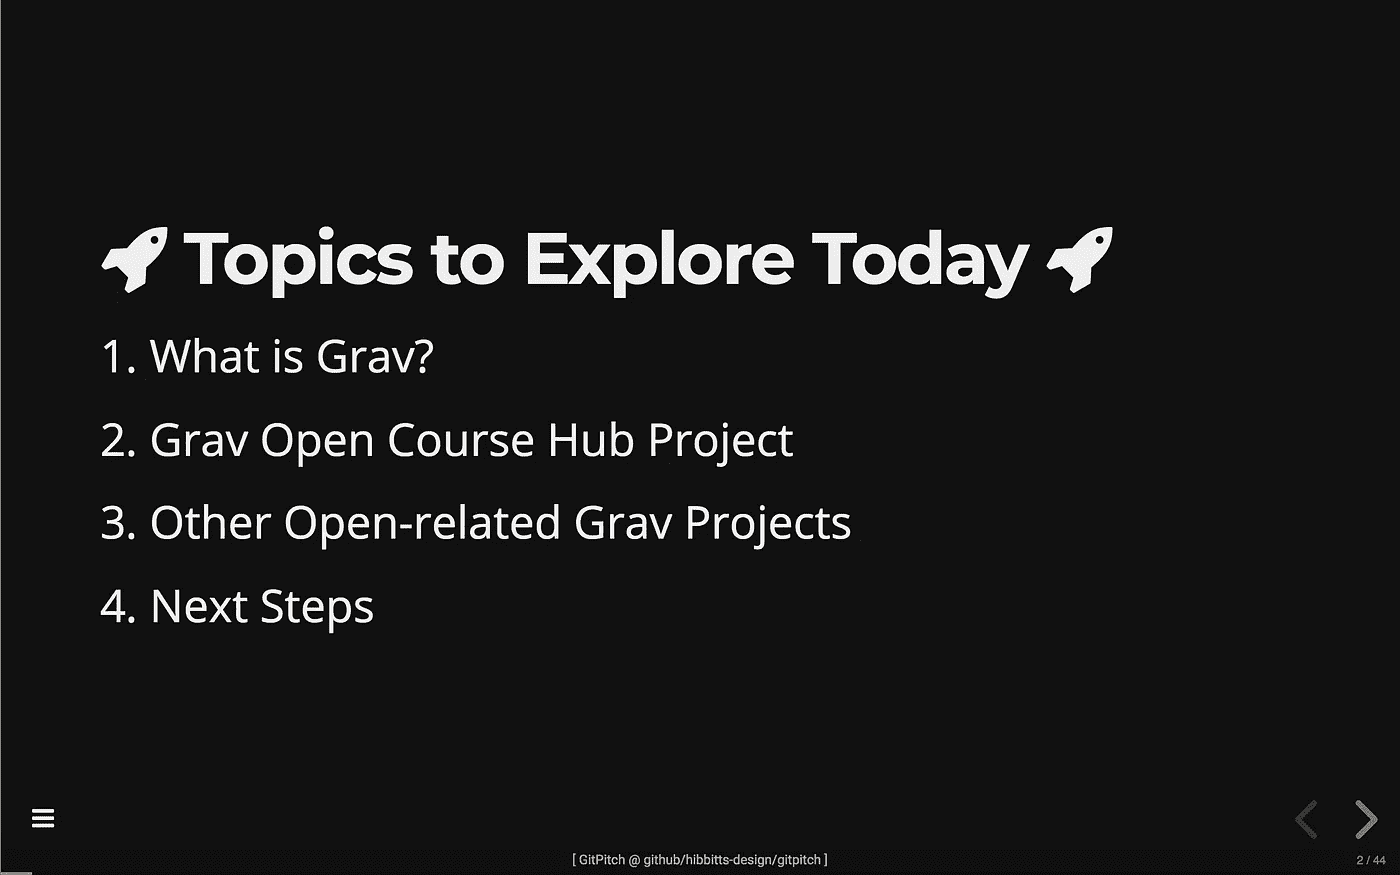 Topics to Explore Today
1. What is Grav?
2. Grav Open Course Hub Project
3. Other Open-related Grav Projects
4. Next Steps
[ GitPitch @ github/hibbitts-design/gitpitch ]
2 / 44